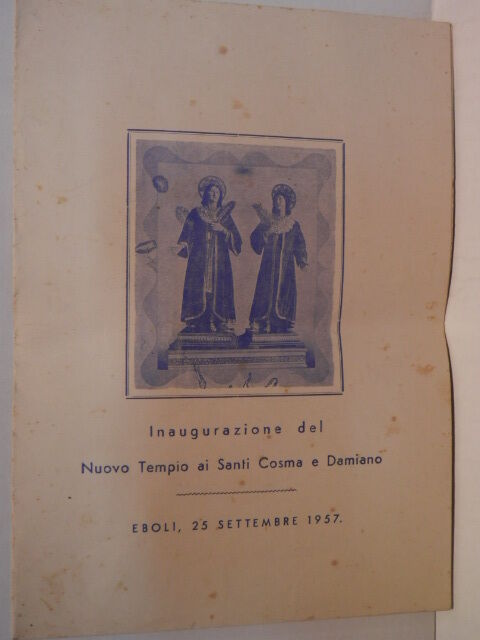 Inaugurazione del
Nuovo Tempio ai Santi Cosma e Damiano
EBOLI, 25 SETTEMBRE 1957.